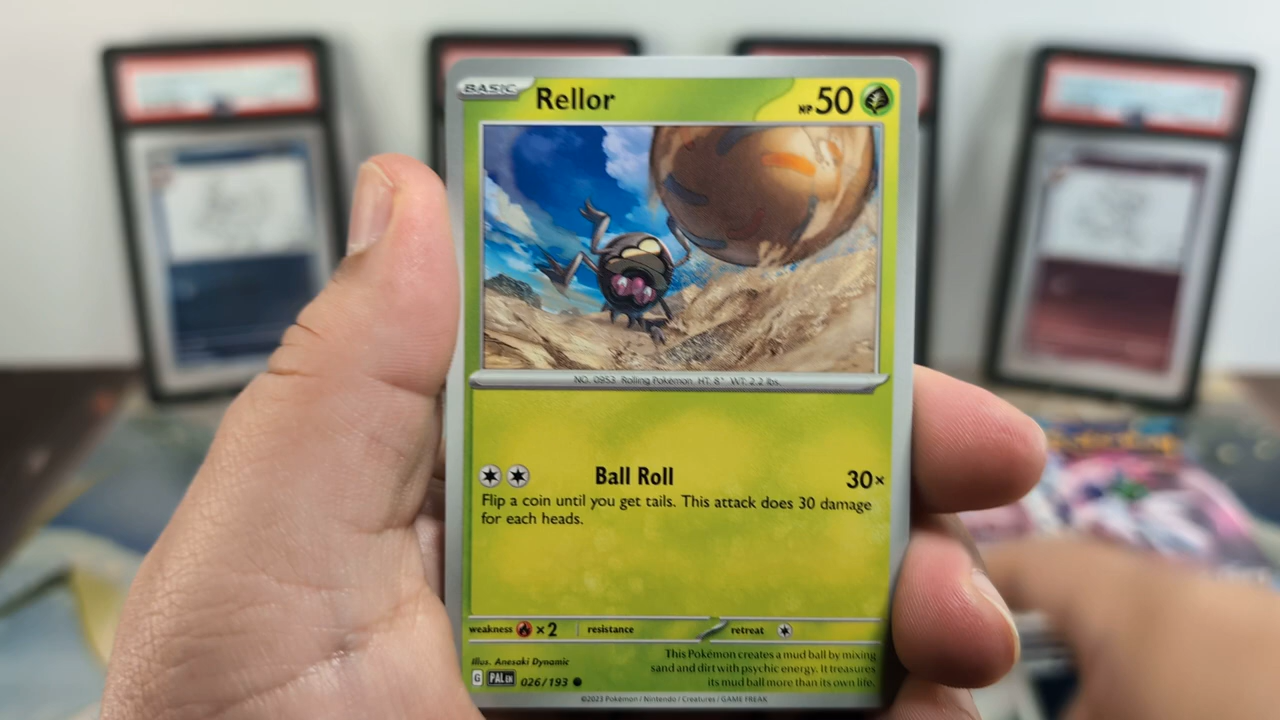 BASIC Rellor HP 50
NO. 0953 Rolling Pokémon HT: 8" WT: 2.2 lbs.
Ball Roll 30×
Flip a coin until you get tails. This attack does 30 damage
for each heads.
weakness ×2 resistance retreat
Illus. Anesaki Dynamic
This Pokémon creates a mud ball by mixing
sand and dirt with psychic energy. It treasures
its mud ball more than its own life.
G PAL EN 026/193
©2023 Pokémon / Nintendo / Creatures / GAME FREAK